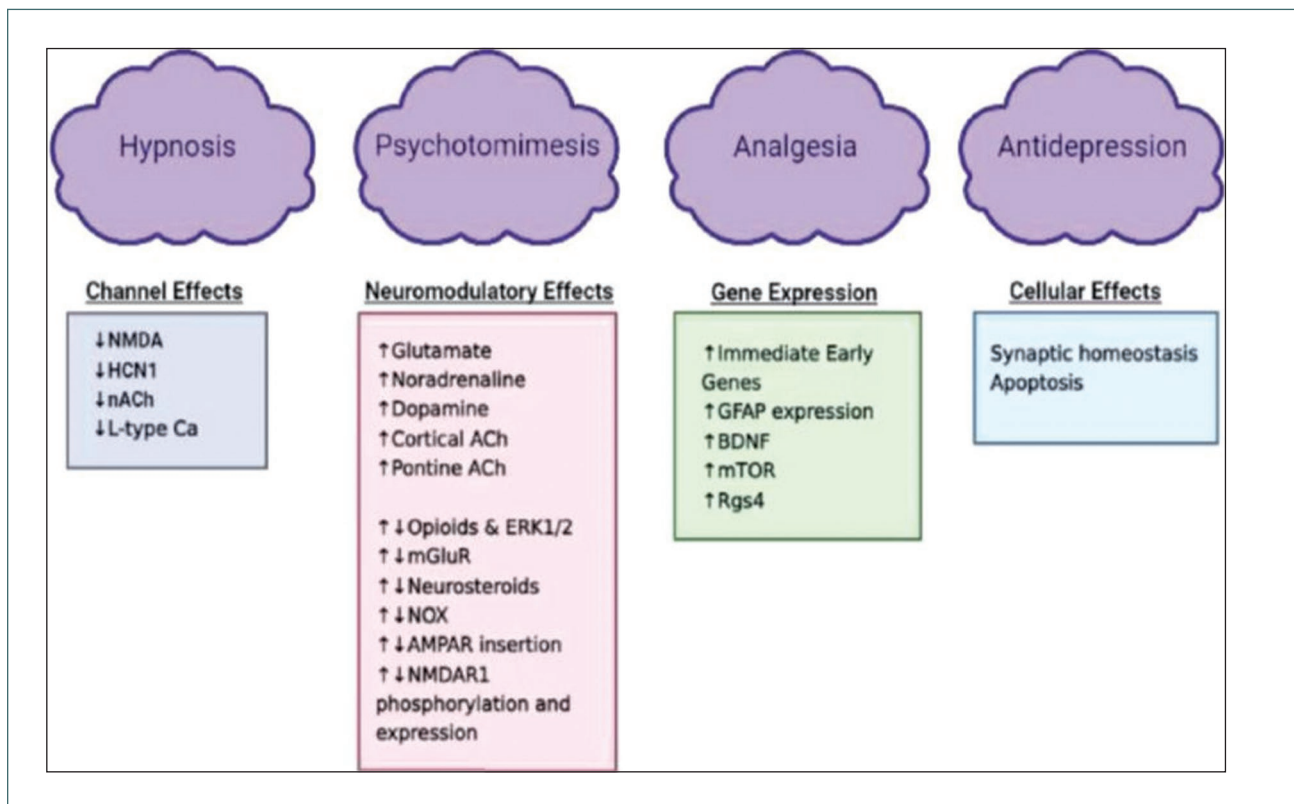 Hypnosis
Psychotomimesis
Analgesia
Antidepression
Channel Effects
↓NMDA
↓HCN1
↓nACh
↓L-type Ca
Neuromodulatory Effects
↑Glutamate
↑Noradrenaline
↑Dopamine
↑Cortical ACh
↑Pontine ACh
↑↓Opioids & ERK1/2
↑↓mGluR
↑↓Neurosteroids
↑↓NOX
↑↓AMPAR insertion
↑↓NMDAR1
phosphorylation and
expression
Gene Expression
↑Immediate Early
Genes
↑GFAP expression
↑BDNF
↑mTOR
↑Rgs4
Cellular Effects
Synaptic homeostasis
Apoptosis